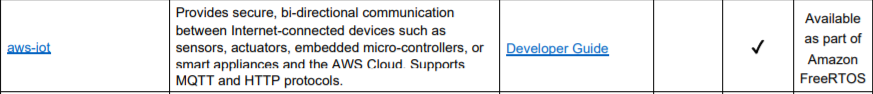 aws-iot
Provides secure, bi-directional communication
between Internet-connected devices such as
sensors, actuators, embedded micro-controllers, or
smart appliances and the AWS Cloud. Supports
MQTT and HTTP protocols.
Developer Guide
✓
Available
as part of
Amazon
FreeRTOS